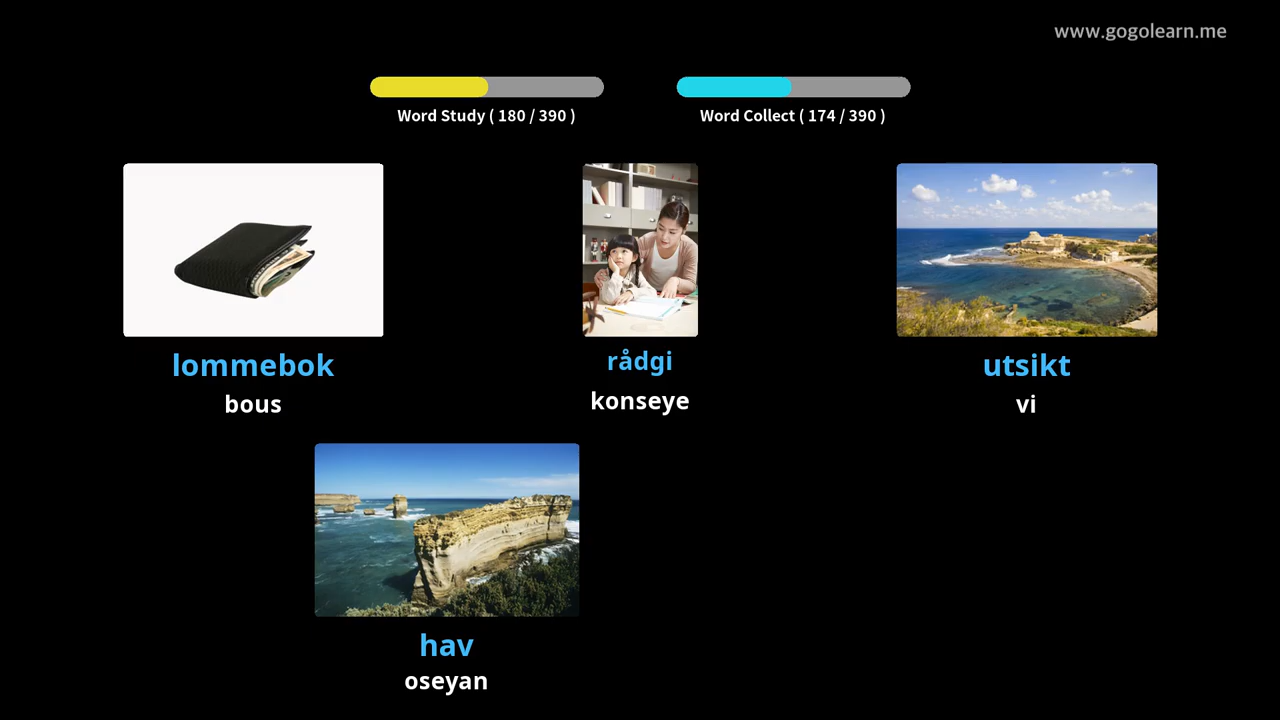 www.gogolearn.me
Word Study ( 180 / 390 )
Word Collect ( 174 / 390 )
lommebok
bous
rådgi
konseye
utsikt
vi
hav
oseyan